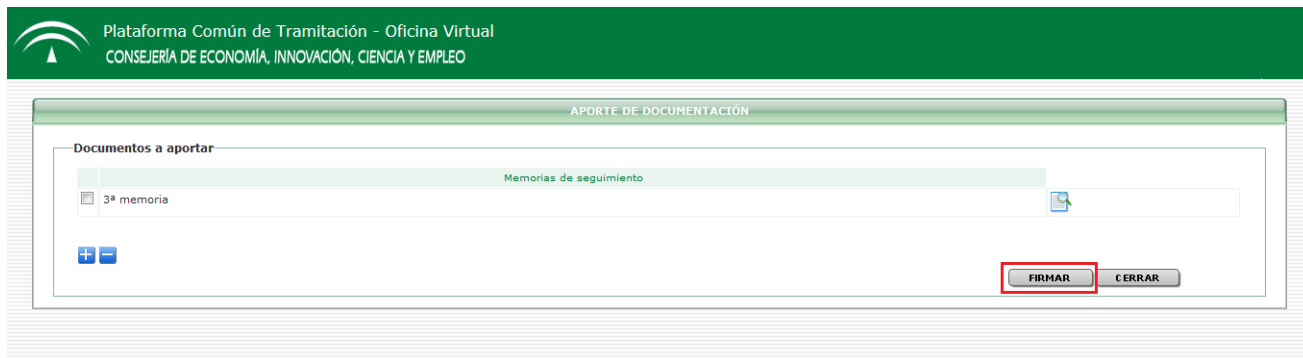 Plataforma Común de Tramitación - Oficina Virtual
CONSEJERÍA DE ECONOMÍA, INNOVACIÓN, CIENCIA Y EMPLEO
APORTE DE DOCUMENTACIÓN
Documentos a aportar
Memorias de seguimiento
3ª memoria
FIRMAR CERRAR